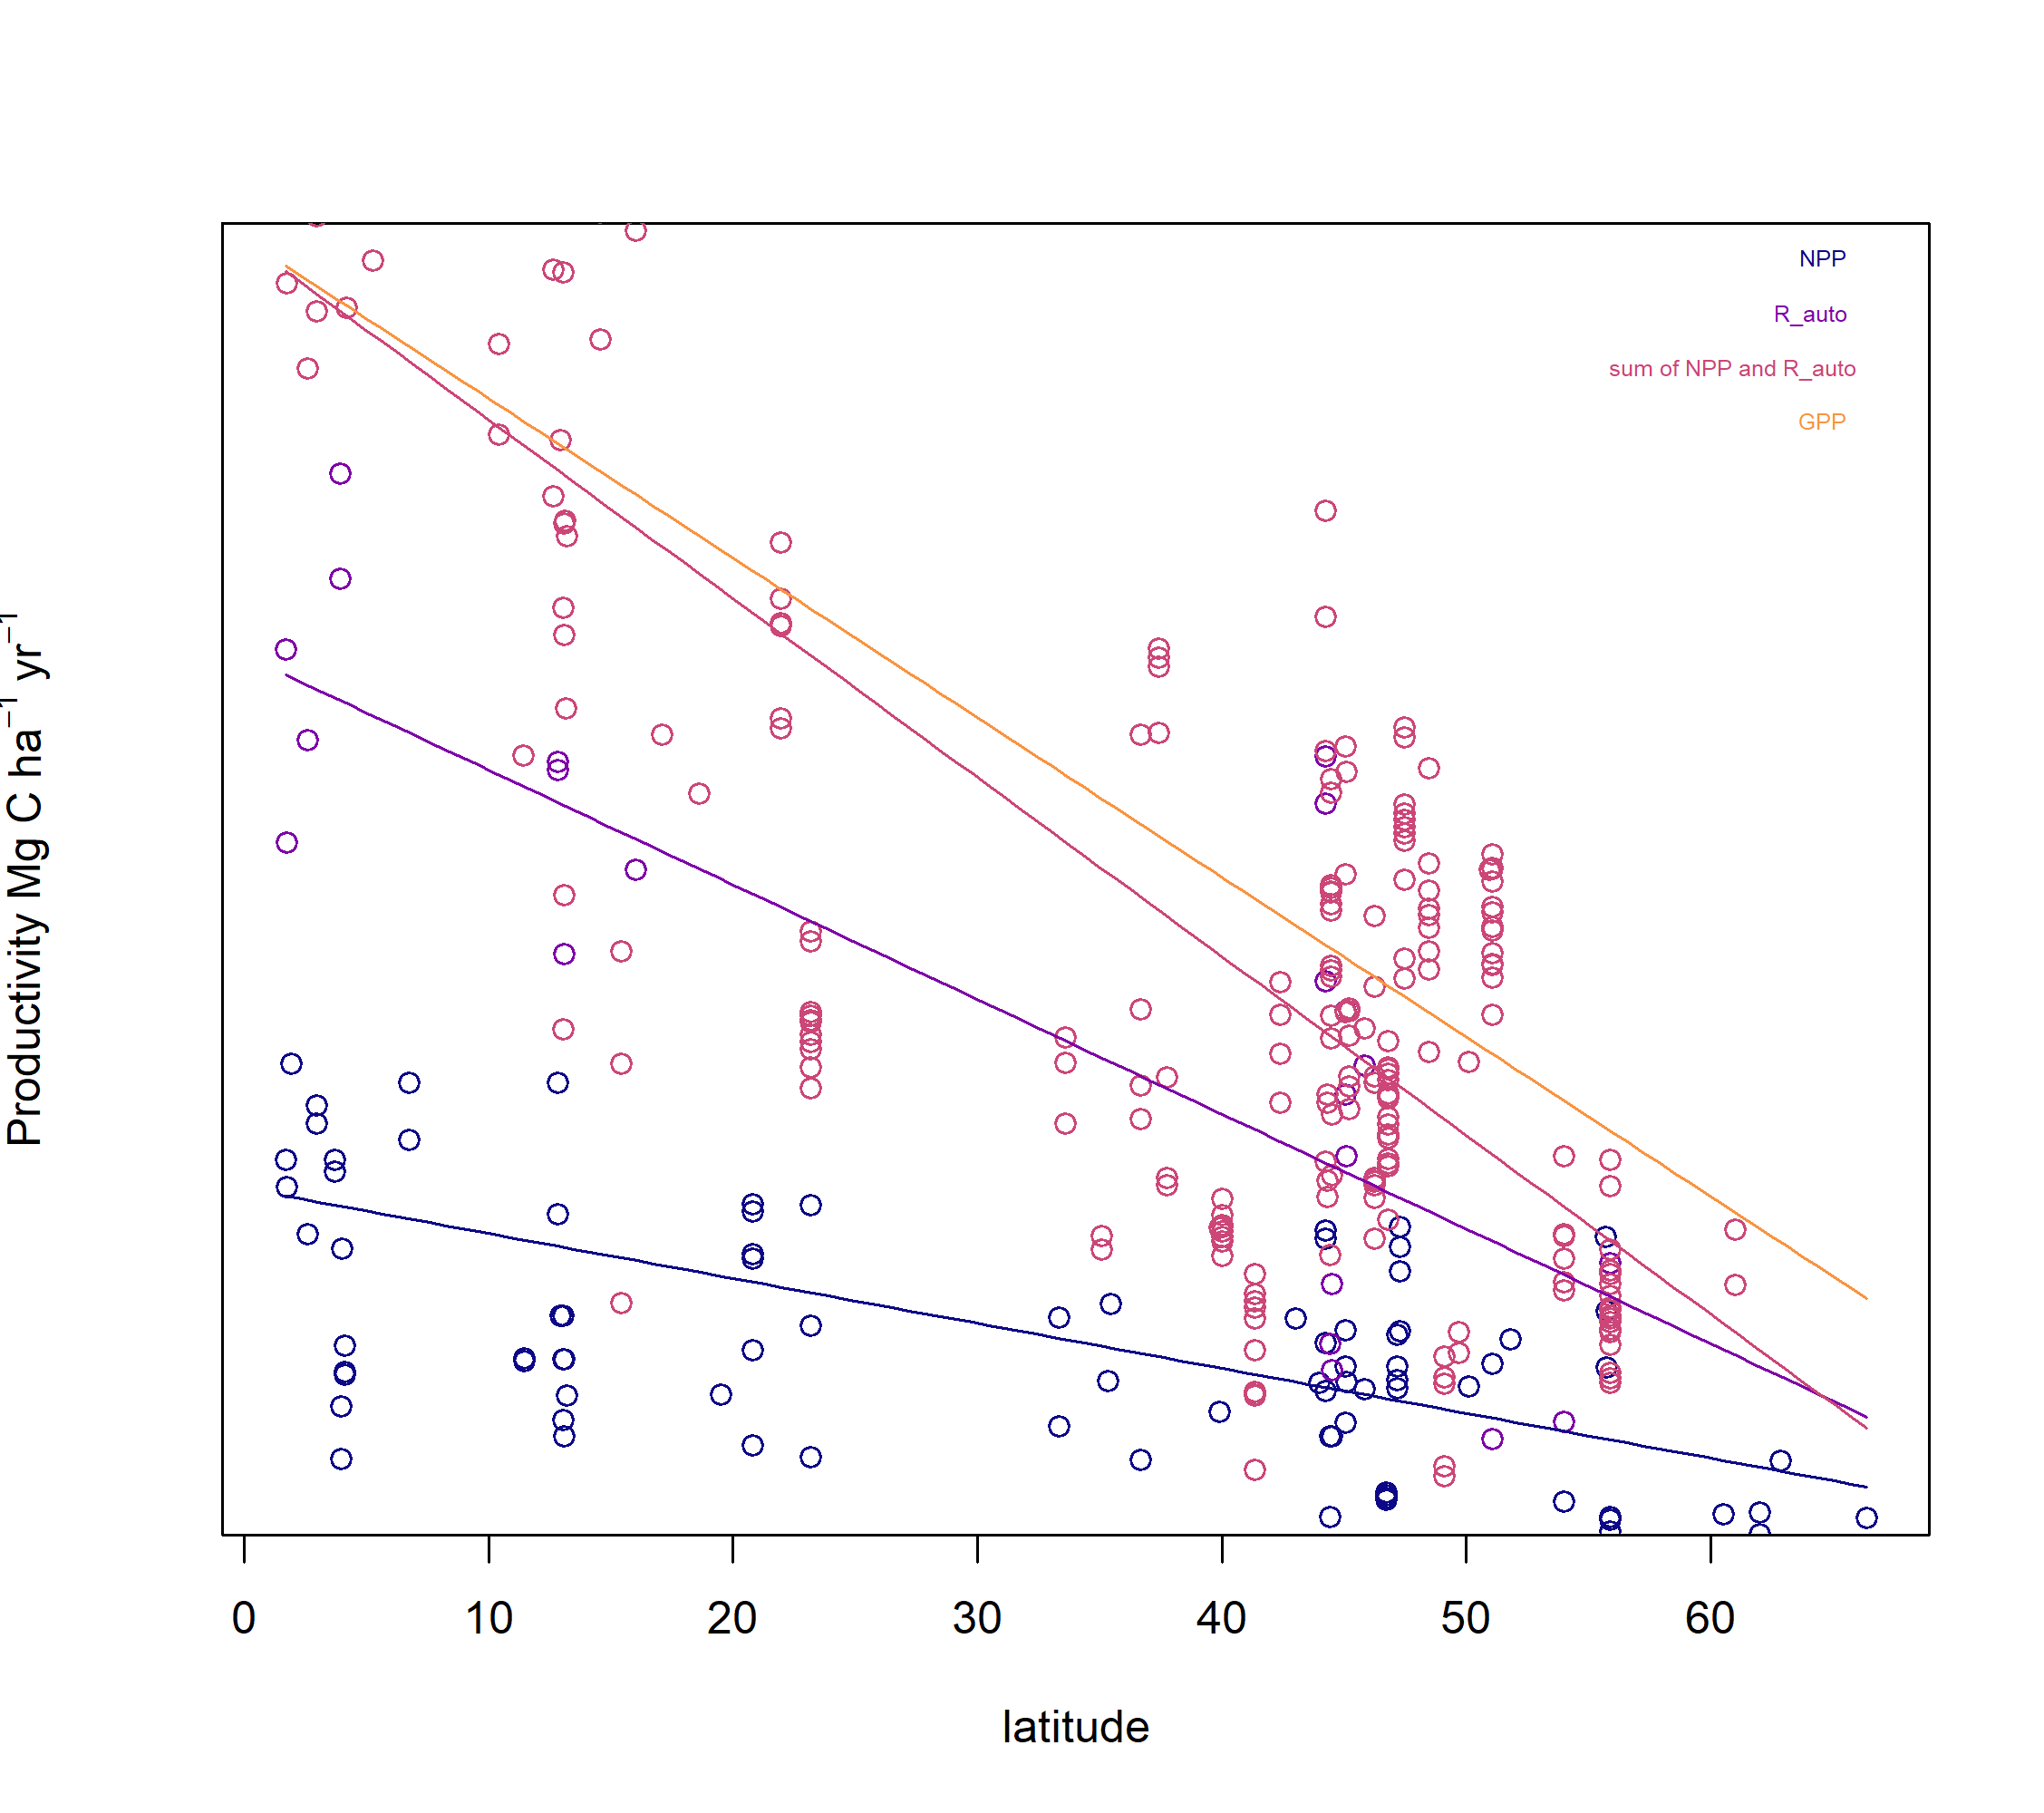 Productivity Mg C ha⁻¹ yr⁻¹
NPP
R_auto
sum of NPP and R_auto
GPP
0 10 20 30 40 50 60
latitude